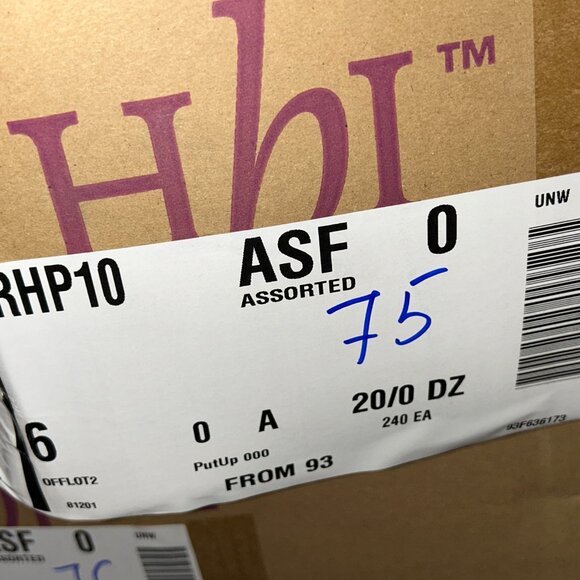 HbI™
RHP10 ASF 0 UNW
ASSORTED
75
6 0 A 20/0 DZ
OFFLOT2 PutUp 000 240 EA 93F636173
81201 FROM 93
ASF 0 UNW
ASSORTED